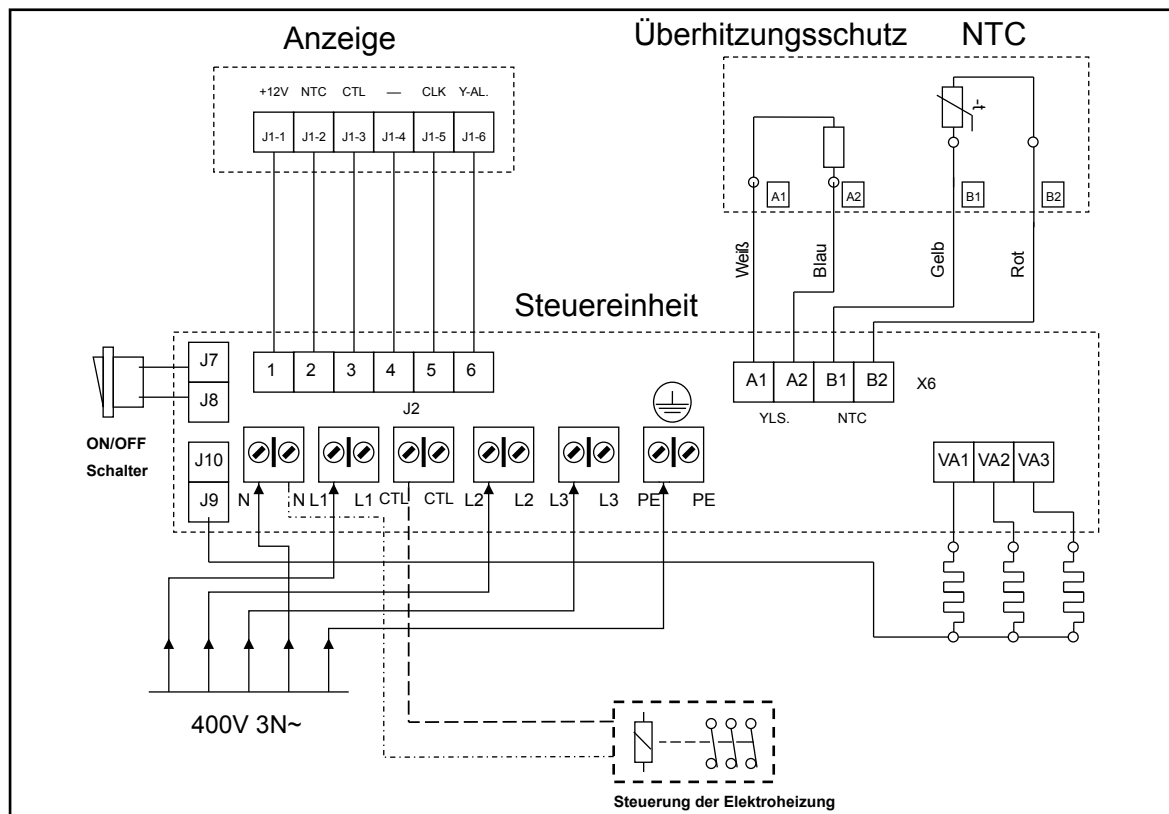 Anzeige
Überhitzungsschutz NTC
+12V NTC CTL — CLK Y-AL.
J1-1 J1-2 J1-3 J1-4 J1-5 J1-6
-t
A1 A2 B1 B2
Weiß Blau Gelb Rot
Steuereinheit
J7
J8
1 2 3 4 5 6
J2
A1 A2 B1 B2 X6
YLS. NTC
ON/OFF
Schalter
J10
J9
VA1 VA2 VA3
N N L1 L1 CTL CTL L2 L2 L3 L3 PE PE
400V 3N~
Steuerung der Elektroheizung